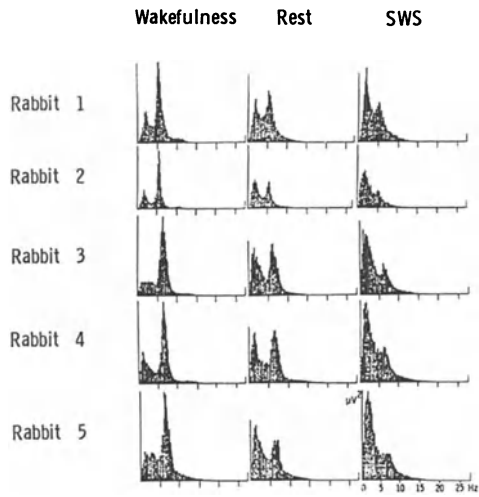 Wakefulness Rest SWS
Rabbit 1
Rabbit 2
Rabbit 3
Rabbit 4
Rabbit 5
μV²
0 5 10 15 20 25 Hz